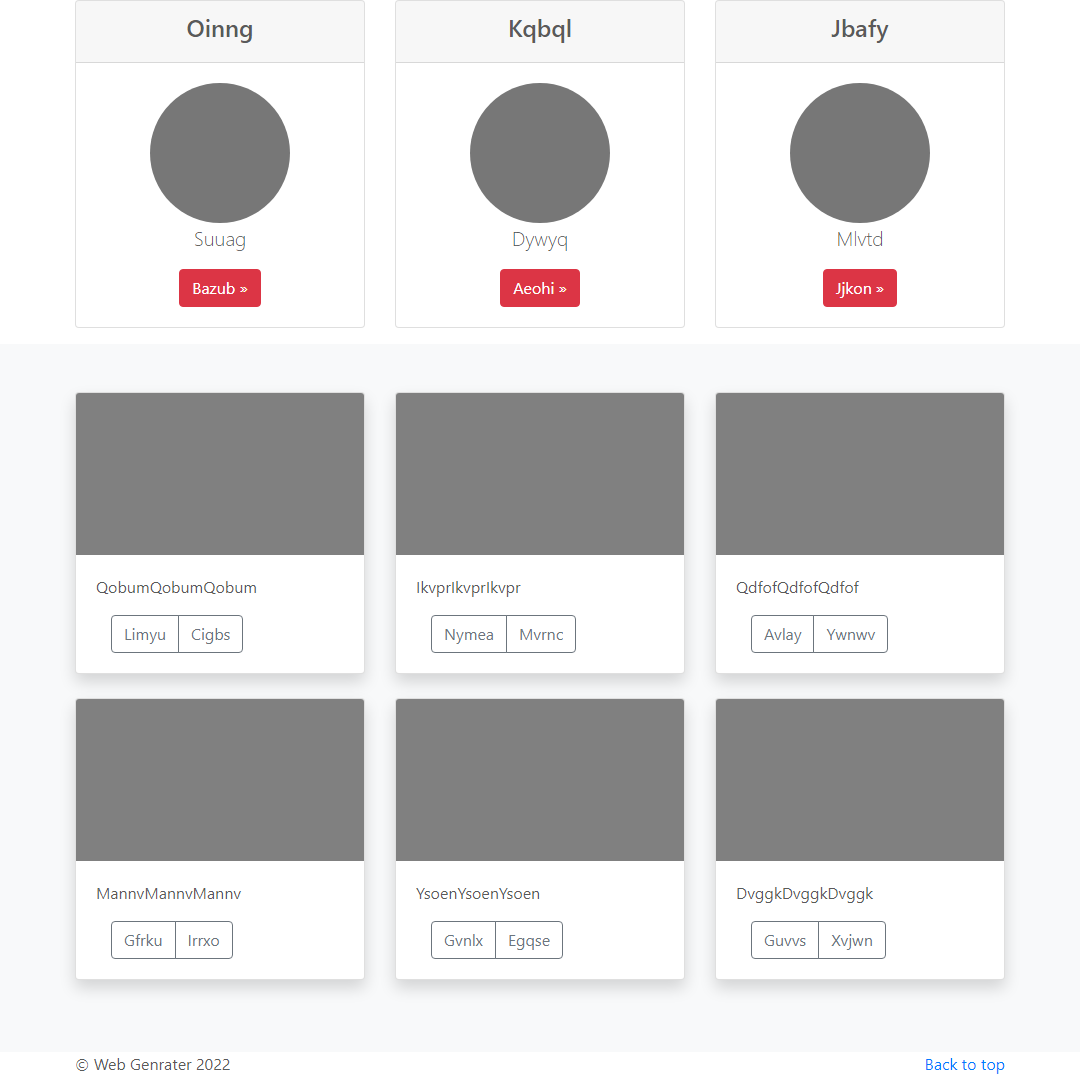 Oinng
Kqbql
Jbafy
Suuag
Dywyq
Mlvtd
Bazub »
Aeohi »
Jjkon »
QobumQobumQobum
IkvprIkvprIkvpr
QdfofQdfofQdfof
Limyu Cigbs
Nymea Mvrnc
Avlay Ywnwv
MannvMannvMannv
YsoenYsoenYsoen
DvggkDvggkDvggk
Gfrku Irrxo
Gvnlx Egqse
Guvvs Xvjwn
© Web Genrater 2022
Back to top